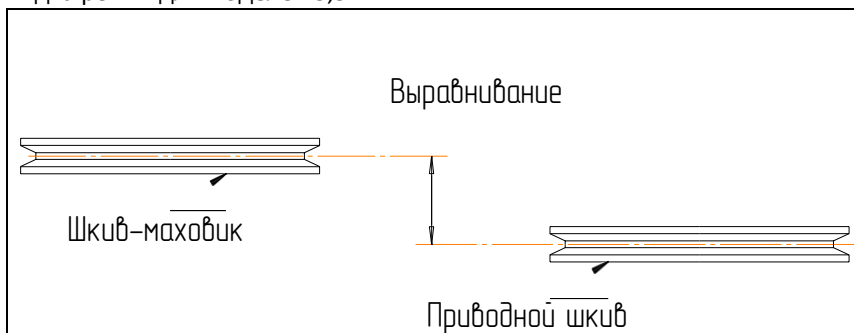 Выравнивание
Шкив-маховик
Приводной шкив